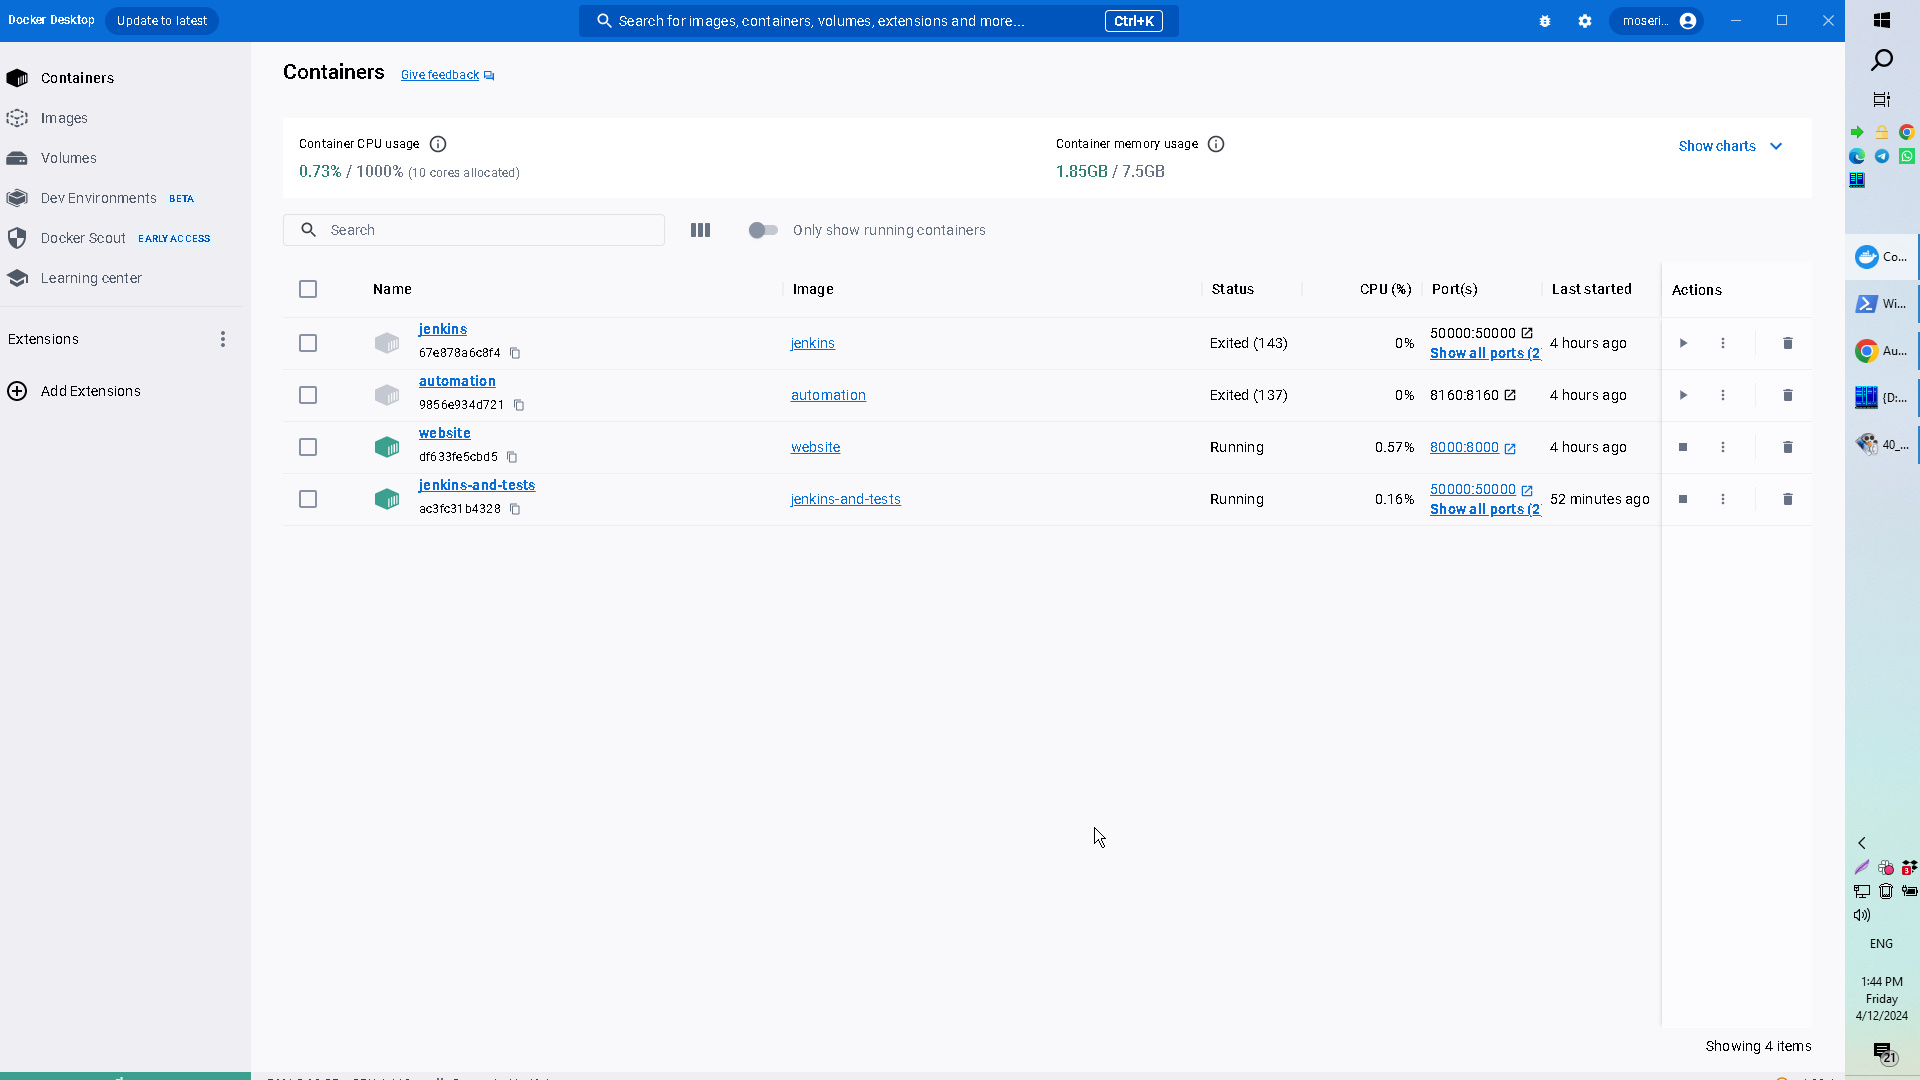 Docker Desktop Update to latest Search for images, containers, volumes, extensions and more... Ctrl+K moseri...
Containers
Images
Volumes
Dev Environments BETA
Docker Scout EARLY ACCESS
Learning center
Extensions
Add Extensions
Containers Give feedback
Container CPU usage
0.73% / 1000% (10 cores allocated)
Container memory usage
1.85GB / 7.5GB
Show charts
Search
Only show running containers
Name Image Status CPU (%) Port(s) Last started Actions
jenkins
67e878a6c8f4
jenkins Exited (143) 0% 50000:50000
Show all ports (2
4 hours ago
automation
9856e934d721
automation Exited (137) 0% 8160:8160 4 hours ago
website
df633fe5cbd5
website Running 0.57% 8000:8000 4 hours ago
jenkins-and-tests
ac3fc31b4328
jenkins-and-tests Running 0.16% 50000:50000
Show all ports (2
52 minutes ago
Showing 4 items
Co...
Wi...
Au...
{D:...
40_...
3
ENG
1:44 PM
Friday
4/12/2024
21